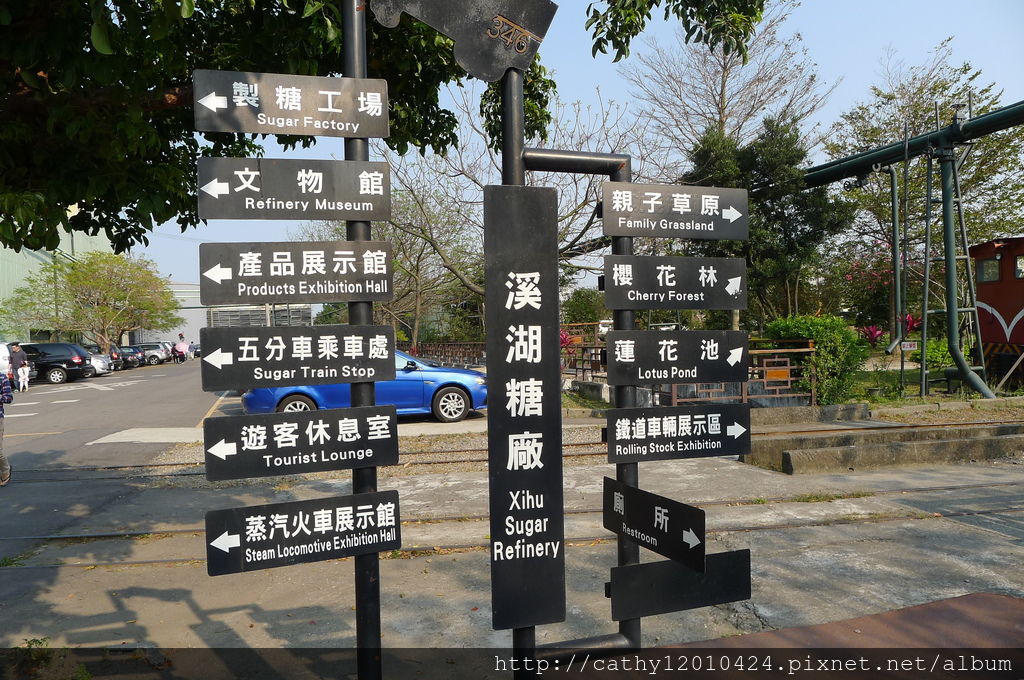 346
製糖工場
Sugar Factory
文物館
Refinery Museum
產品展示館
Products Exhibition Hall
五分車乘車處
Sugar Train Stop
遊客休息室
Tourist Lounge
蒸汽火車展示館
Steam Locomotive Exhibition Hall
溪湖糖廠
Xihu
Sugar
Refinery
親子草原
Family Grassland
櫻花林
Cherry Forest
蓮花池
Lotus Pond
鐵道車輛展示區
Rolling Stock Exhibition
廁所
Restroom
http://cathy12010424.pixnet.net/album